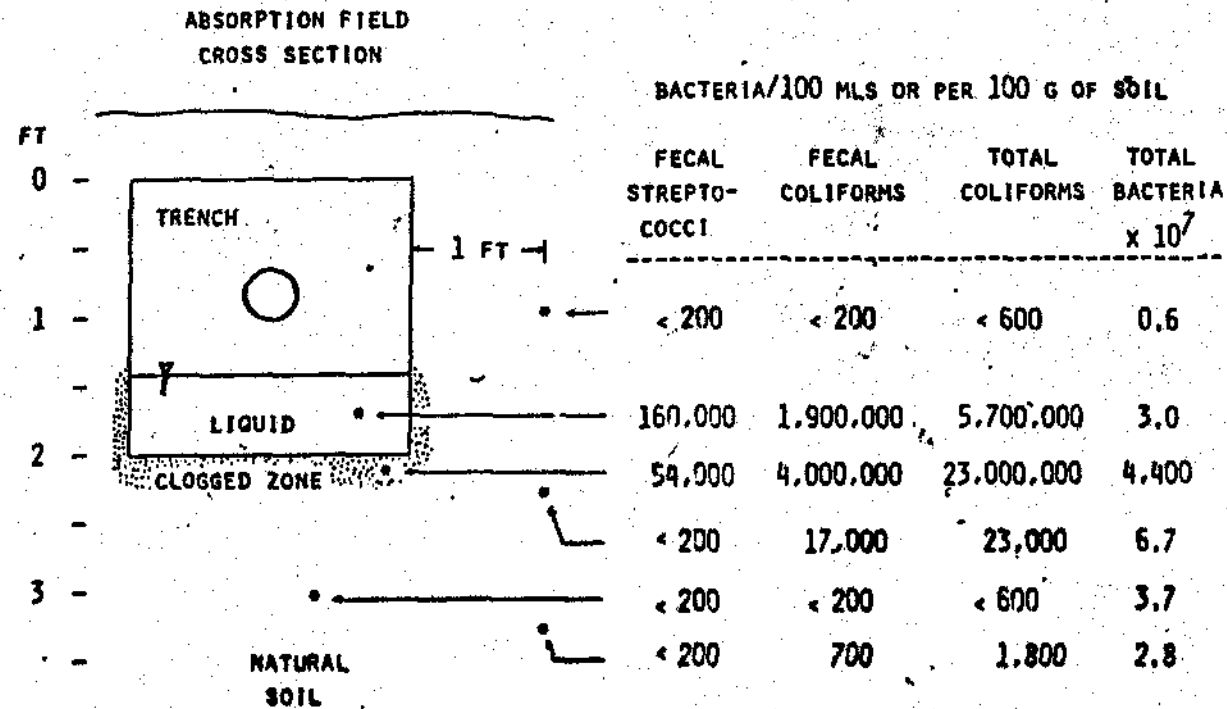 ABSORPTION FIELD
CROSS SECTION
BACTERIA/100 MLS OR PER 100 G OF SOIL
FT
FECAL STREPTO- COCCI
FECAL COLIFORMS
TOTAL COLIFORMS
TOTAL BACTERIA x 10^7
0
TRENCH
1 FT
1
< 200 < 200 < 600 0.6
LIQUID
160,000 1,900,000 5,700,000 3.0
2
CLOGGED ZONE
54,000 4,000,000 23,000,000 4,400
< 200 17,000 23,000 6.7
3
< 200 < 200 < 600 3.7
< 200 700 1,800 2.8
NATURAL
SOIL